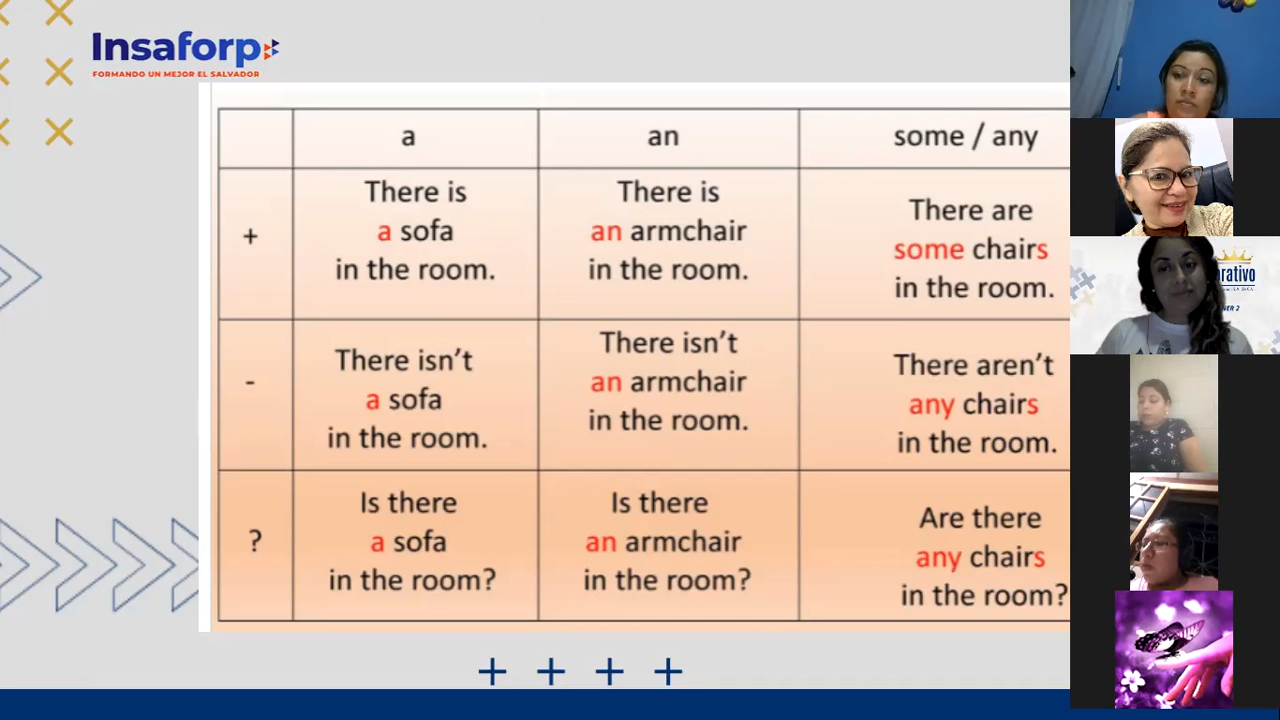 Insaforp
FORMANDO UN MEJOR EL SALVADOR
a
an
some / any
+
There is
a sofa
in the room.
There is
an armchair
in the room.
There are
some chairs
in the room.
-
There isn't
a sofa
in the room.
There isn't
an armchair
in the room.
There aren't
any chairs
in the room.
?
Is there
a sofa
in the room?
Is there
an armchair
in the room?
Are there
any chairs
in the room?